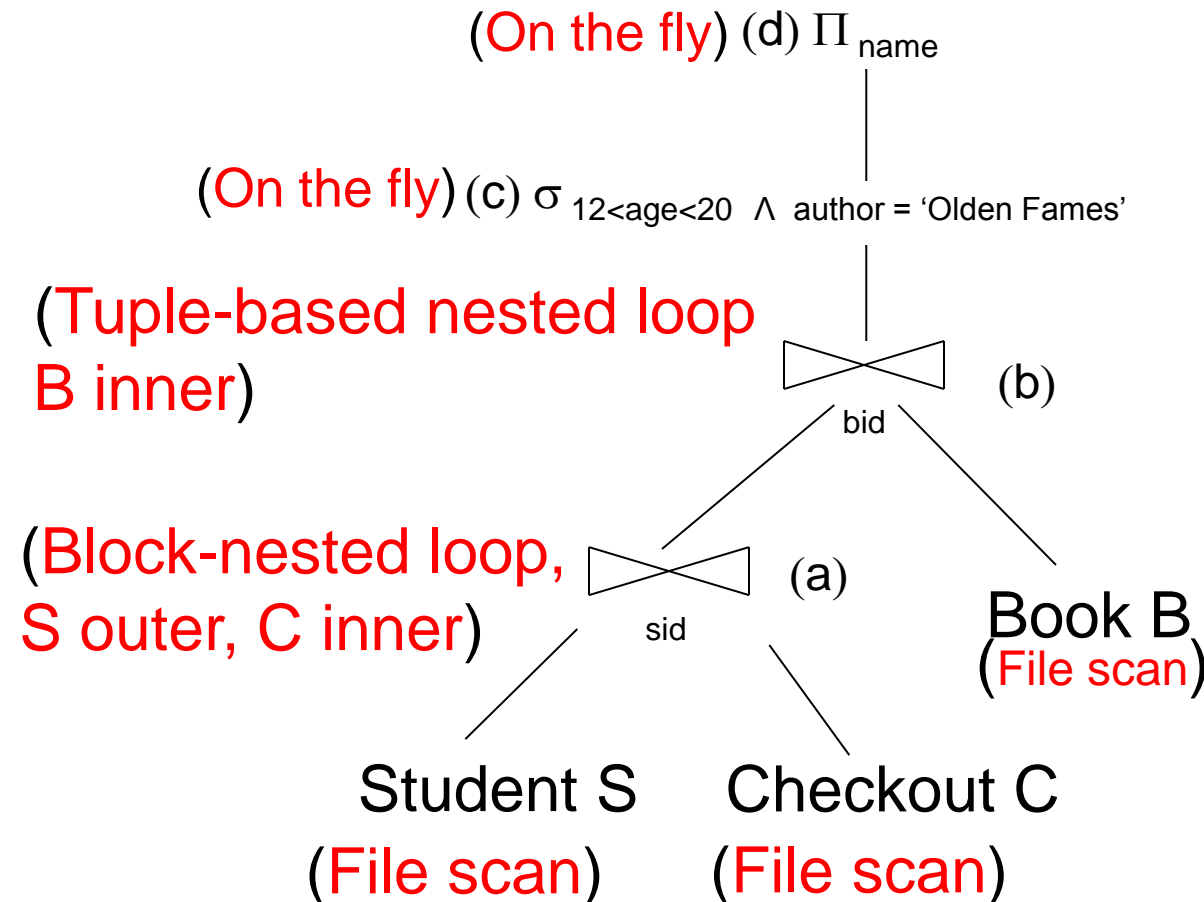 (On the fly) (d) Π name
(On the fly) (c) σ 12<age<20 Λ author = ‘Olden Fames’
(Tuple-based nested loop
B inner)
(b)
bid
(Block-nested loop,
S outer, C inner)
(a)
sid
Book B
(File scan)
Student S
Checkout C
(File scan)
(File scan)